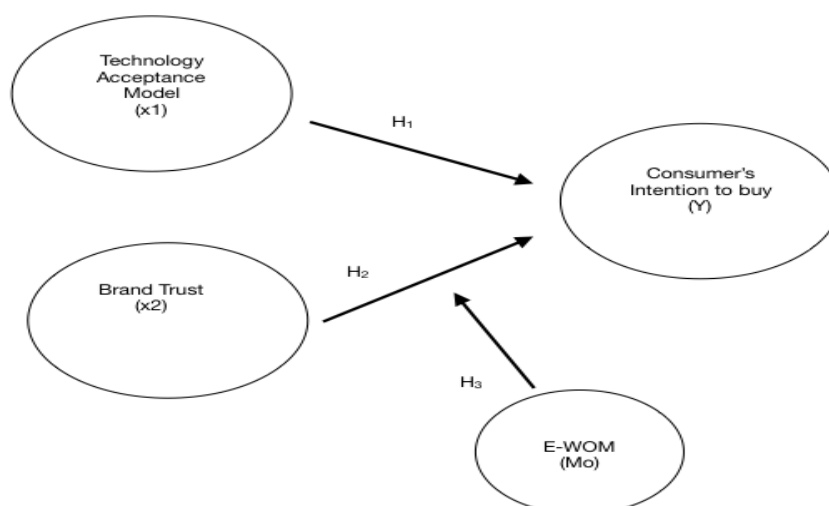 Technology
Acceptance
Model
(x1)
H₁
Consumer's
Intention to buy
(Y)
Brand Trust
(x2)
H₂
H₃
E-WOM
(Mo)